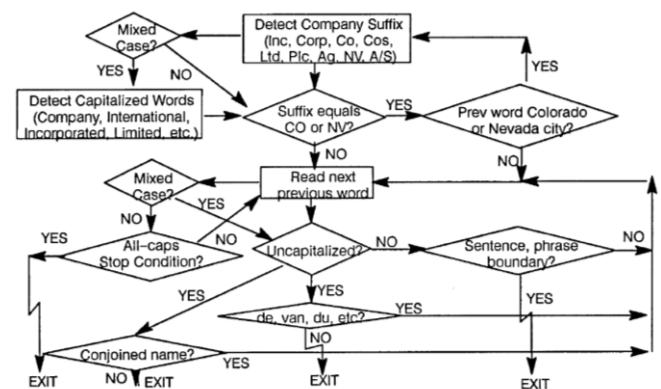 Mixed
Case?
Detect Company Suffix
(Inc, Corp, Co, Cos,
Ltd, Plc, Ag, NV, A/S)
YES
NO
YES
Detect Capitalized Words
(Company, International,
Incorporated, Limited, etc.)
Suffix equals
CO or NV?
YES
Prev word Colorado
or Nevada city?
NO
NO
Mixed
Case?
Read next
previous word
YES
NO
YES
All-caps
Stop Condition?
NO
Uncapitalized?
NO
Sentence, phrase
boundary?
NO
YES
YES
YES
YES
de, van, du, etc?
NO
Conjoined name?
YES
EXIT
NO
EXIT
EXIT
EXIT